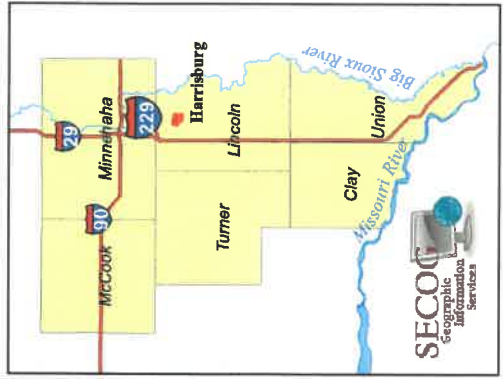 29
90
Minnehaha
McCook
229
Harrisburg
Lincoln
Turner
Big Sioux River
Union
Clay
Missouri River
SECOG
Geographic
Information
Services